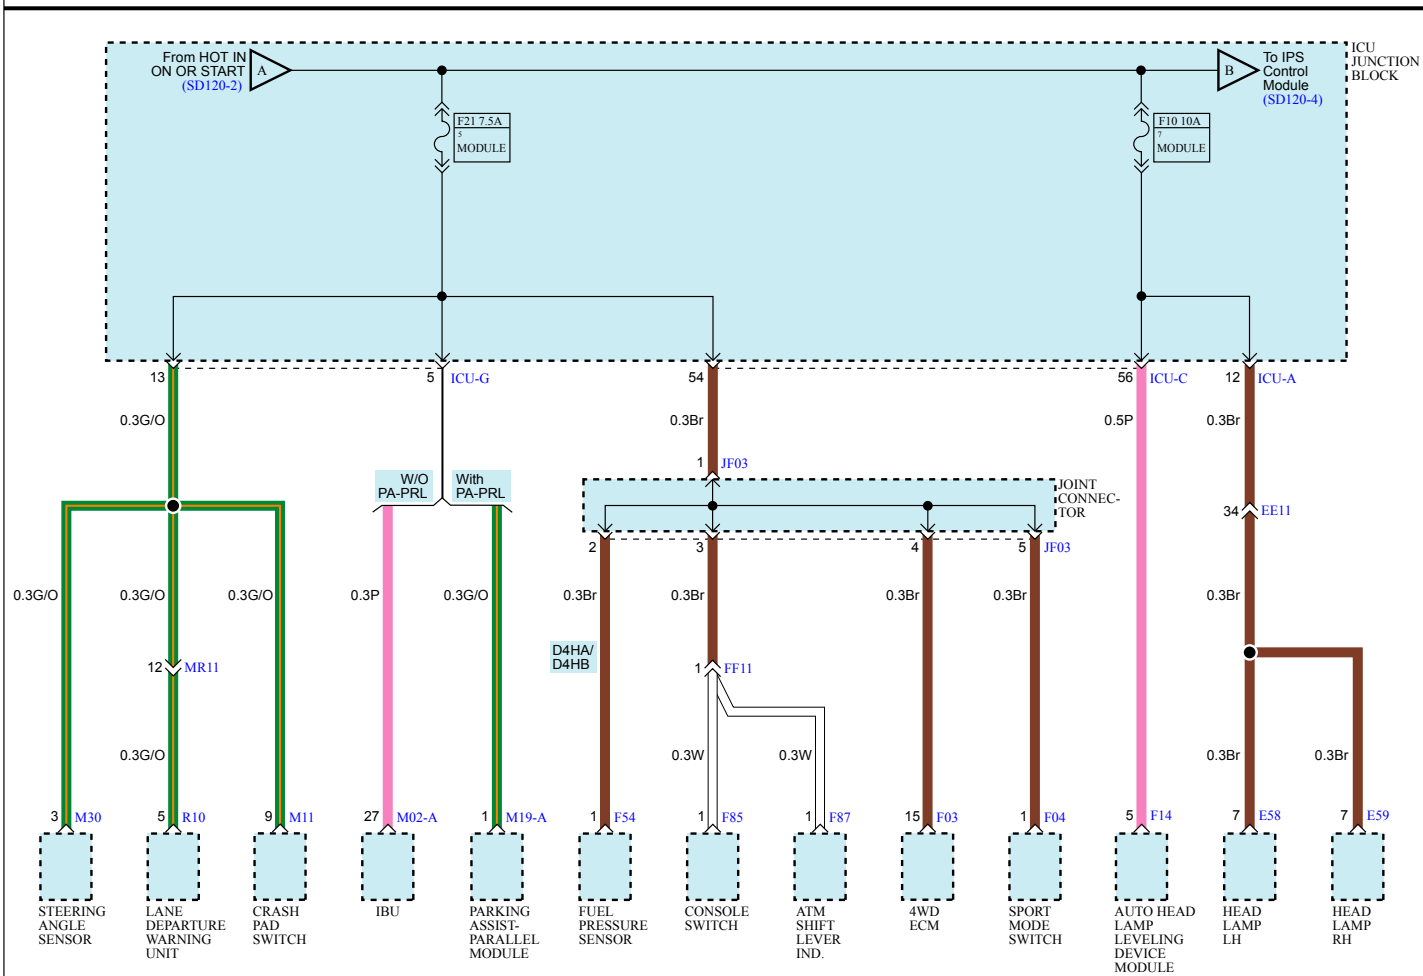 From HOT IN
ON OR START
(SD120-2)
A
B
To IPS
Control
Module
(SD120-4)
ICU
JUNCTION
BLOCK
F21 7.5A
5
MODULE
F10 10A
7
MODULE
13
5 ICU-G
54
56 ICU-C
12 ICU-A
0.3G/O
0.3Br
0.5P
0.3Br
1 JF03
W/O
PA-PRL
With
PA-PRL
JOINT
CONNEC-
TOR
34 EE11
2
3
4
5 JF03
0.3G/O
0.3G/O
0.3G/O
0.3P
0.3G/O
0.3Br
0.3Br
0.3Br
0.3Br
0.3Br
D4HA/
D4HB
12 MR11
1 FF11
0.3G/O
0.3W
0.3W
0.3Br
0.3Br
3 M30
5 R10
9 M11
27 M02-A
1 M19-A
1 F54
1 F85
1 F87
15 F03
1 F04
5 F14
7 E58
7 E59
STEERING
ANGLE
SENSOR
LANE
DEPARTURE
WARNING
UNIT
CRASH
PAD
SWITCH
IBU
PARKING
ASSIST-
PARALLEL
MODULE
FUEL
PRESSURE
SENSOR
CONSOLE
SWITCH
ATM
SHIFT
LEVER
IND.
4WD
ECM
SPORT
MODE
SWITCH
AUTO HEAD
LAMP
LEVELING
DEVICE
MODULE
HEAD
LAMP
LH
HEAD
LAMP
RH